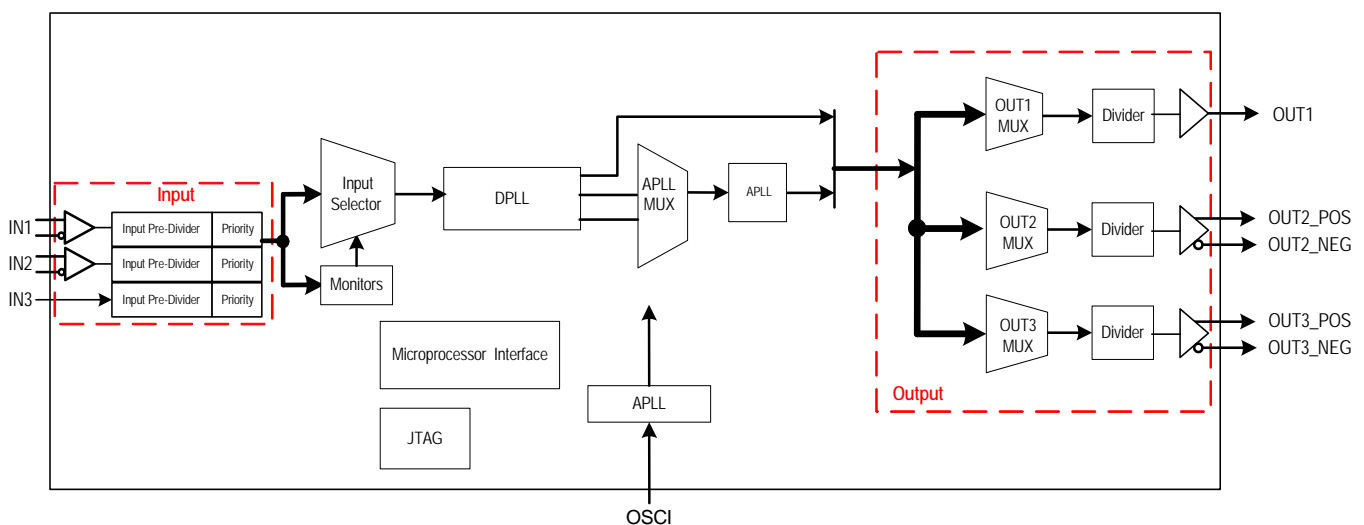 Input
IN1
Input Pre-Divider
Priority
IN2
Input Pre-Divider
Priority
IN3
Input Pre-Divider
Priority
Input
Selector
Monitors
DPLL
APLL
MUX
APLL
Microprocessor Interface
JTAG
APLL
OSCI
OUT1
MUX
Divider
OUT1
OUT2
MUX
Divider
OUT2_POS
OUT2_NEG
OUT3
MUX
Divider
OUT3_POS
OUT3_NEG
Output